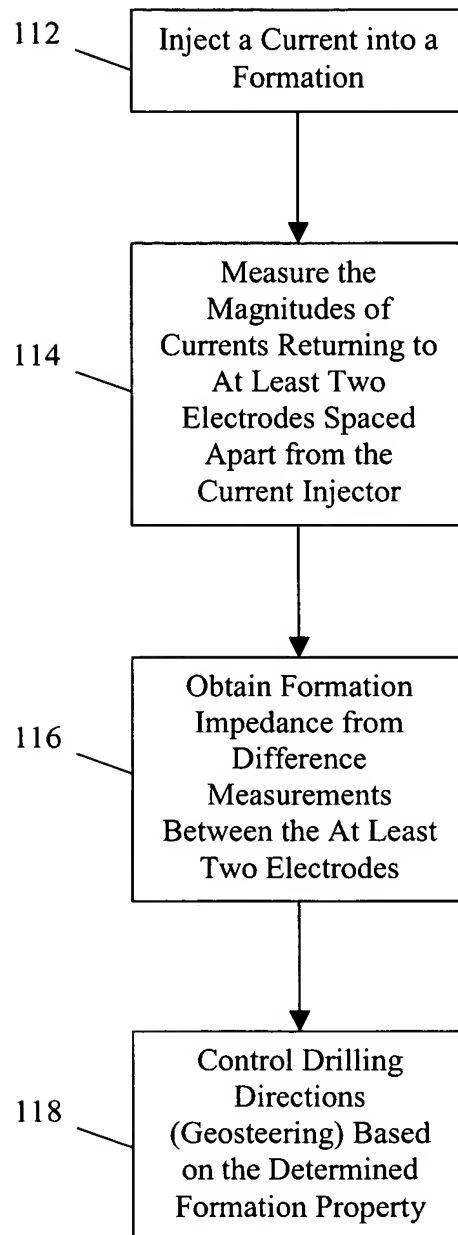 112
Inject a Current into a
Formation
114
Measure the
Magnitudes of
Currents Returning to
At Least Two
Electrodes Spaced
Apart from the
Current Injector
116
Obtain Formation
Impedance from
Difference
Measurements
Between the At Least
Two Electrodes
118
Control Drilling
Directions
(Geosteering) Based
on the Determined
Formation Property